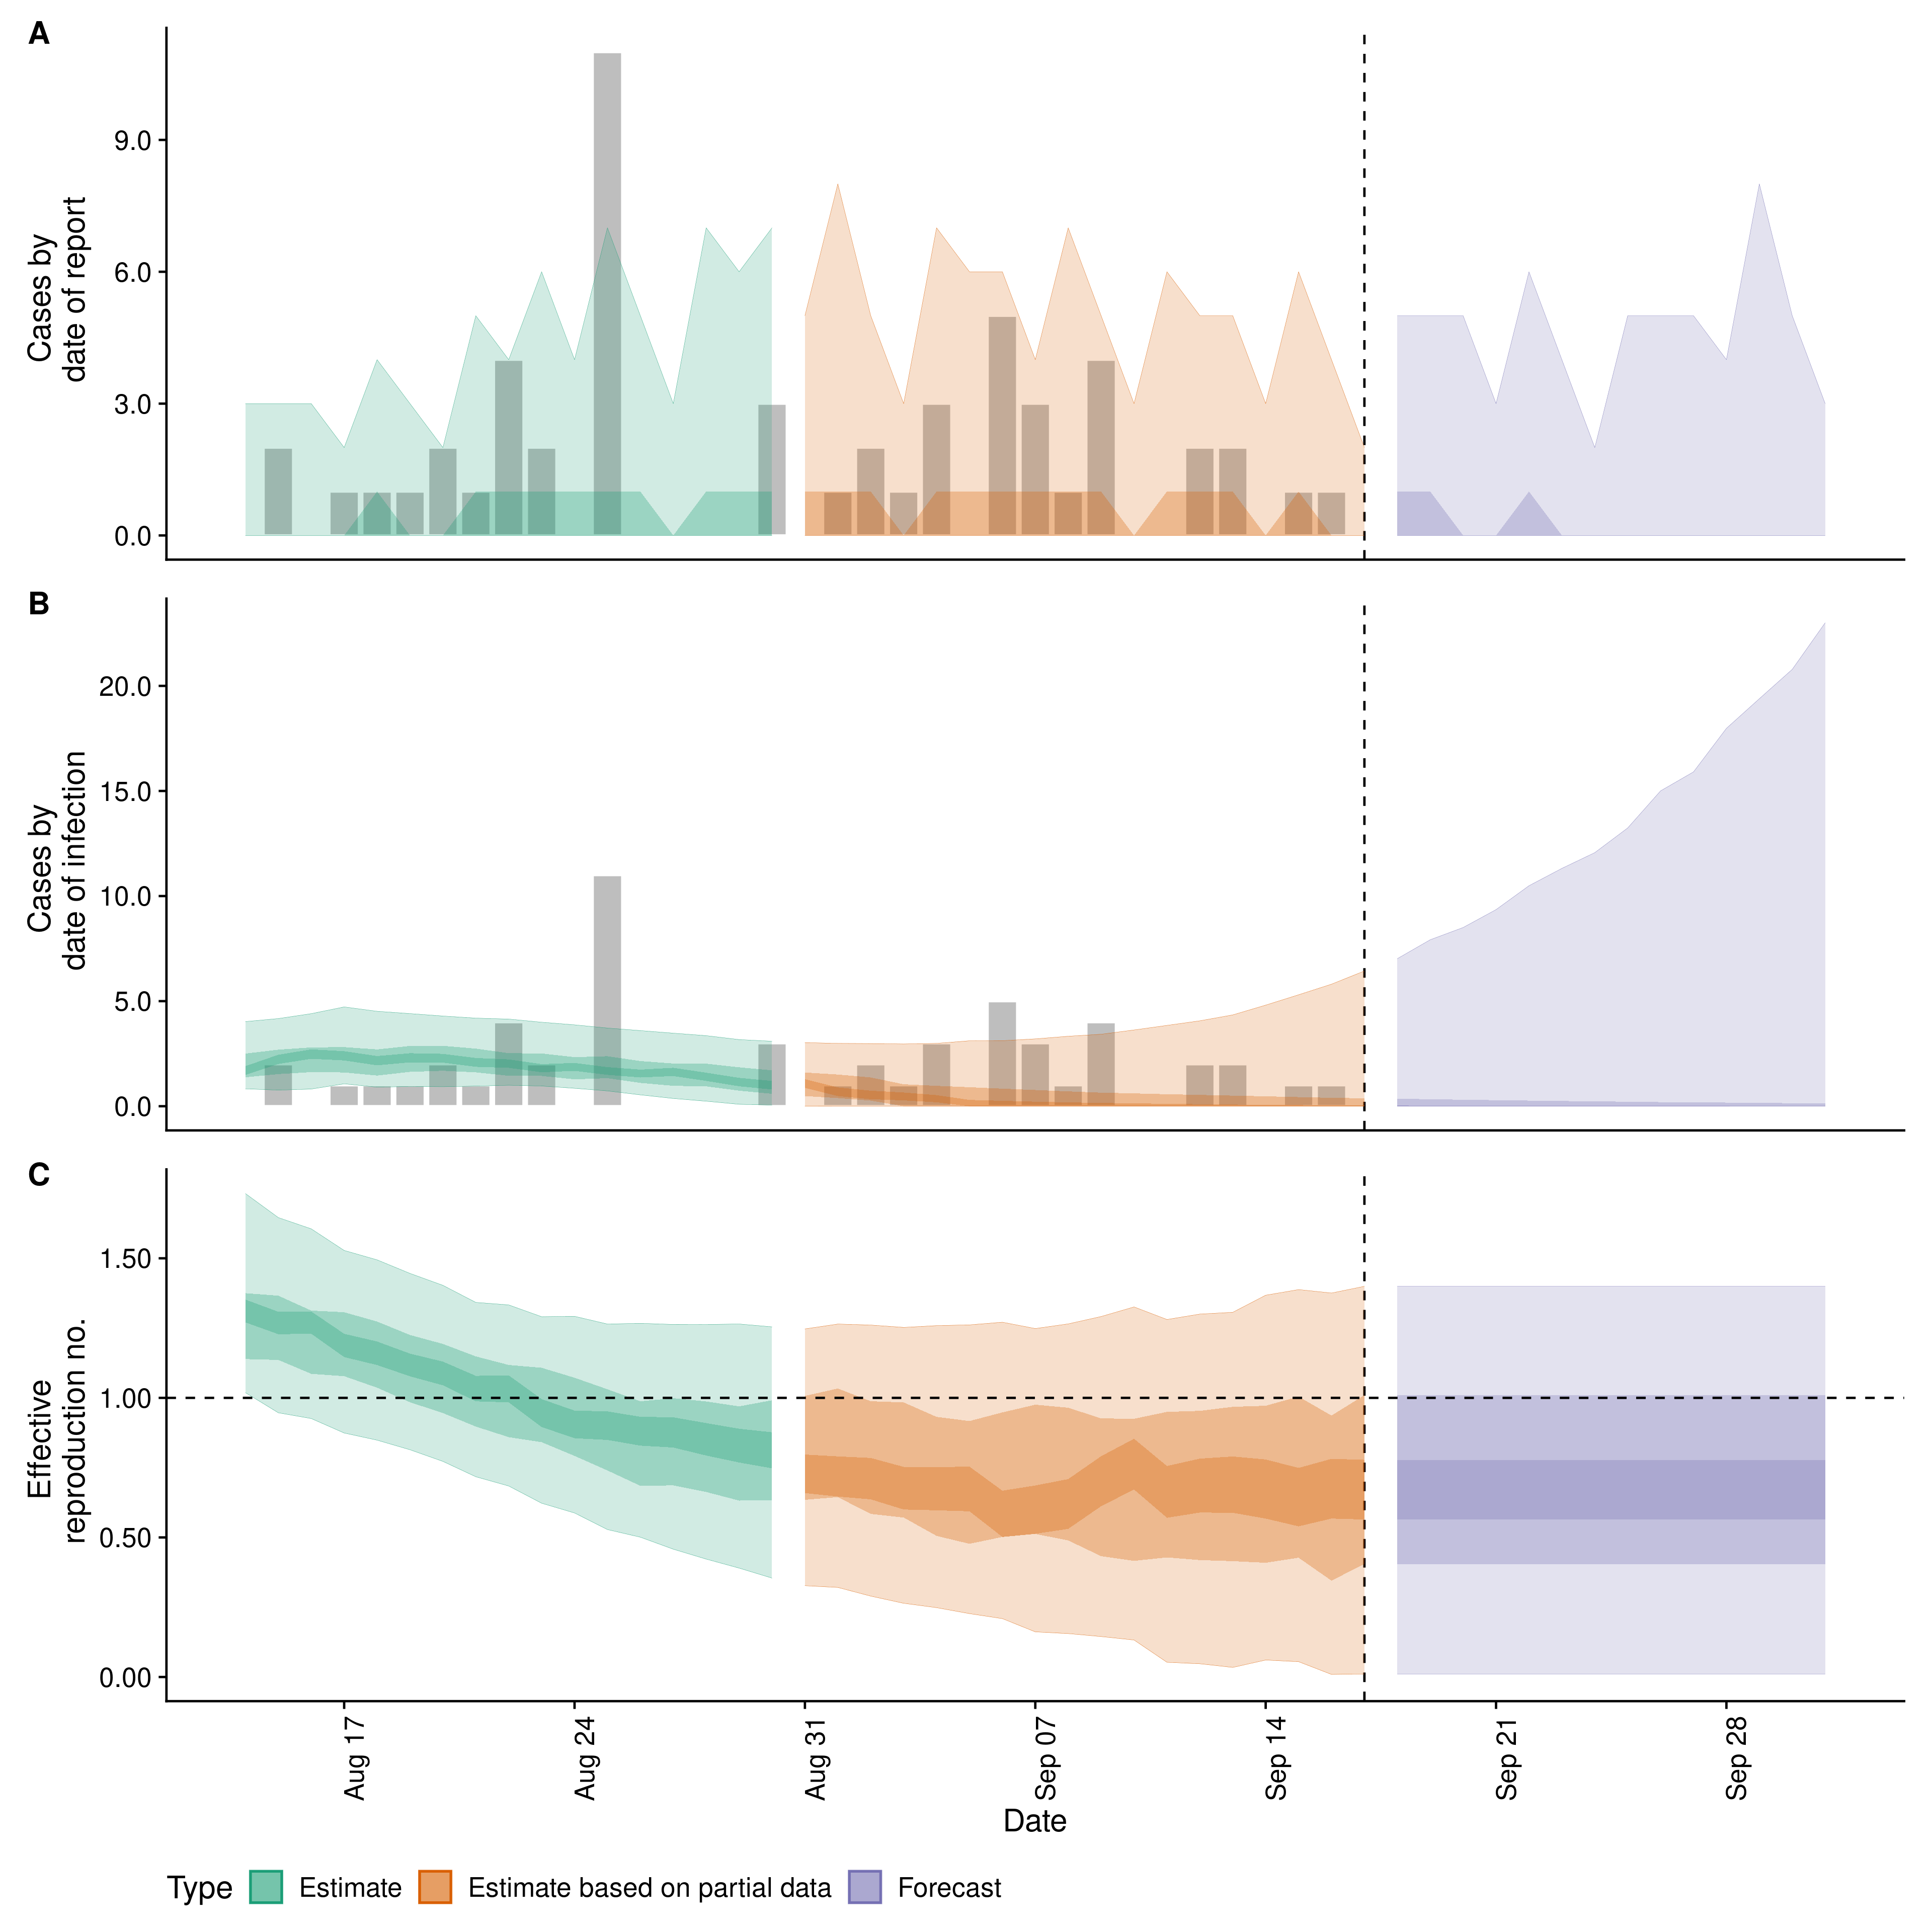 A
9.0
6.0
3.0
0.0
Cases by
date of report
B
20.0
15.0
10.0
5.0
0.0
Cases by
date of infection
C
1.50
1.00
0.50
0.00
Effective
reproduction no.
Aug 17
Aug 24
Aug 31
Sep 07
Sep 14
Sep 21
Sep 28
Date
Type Estimate Estimate based on partial data Forecast